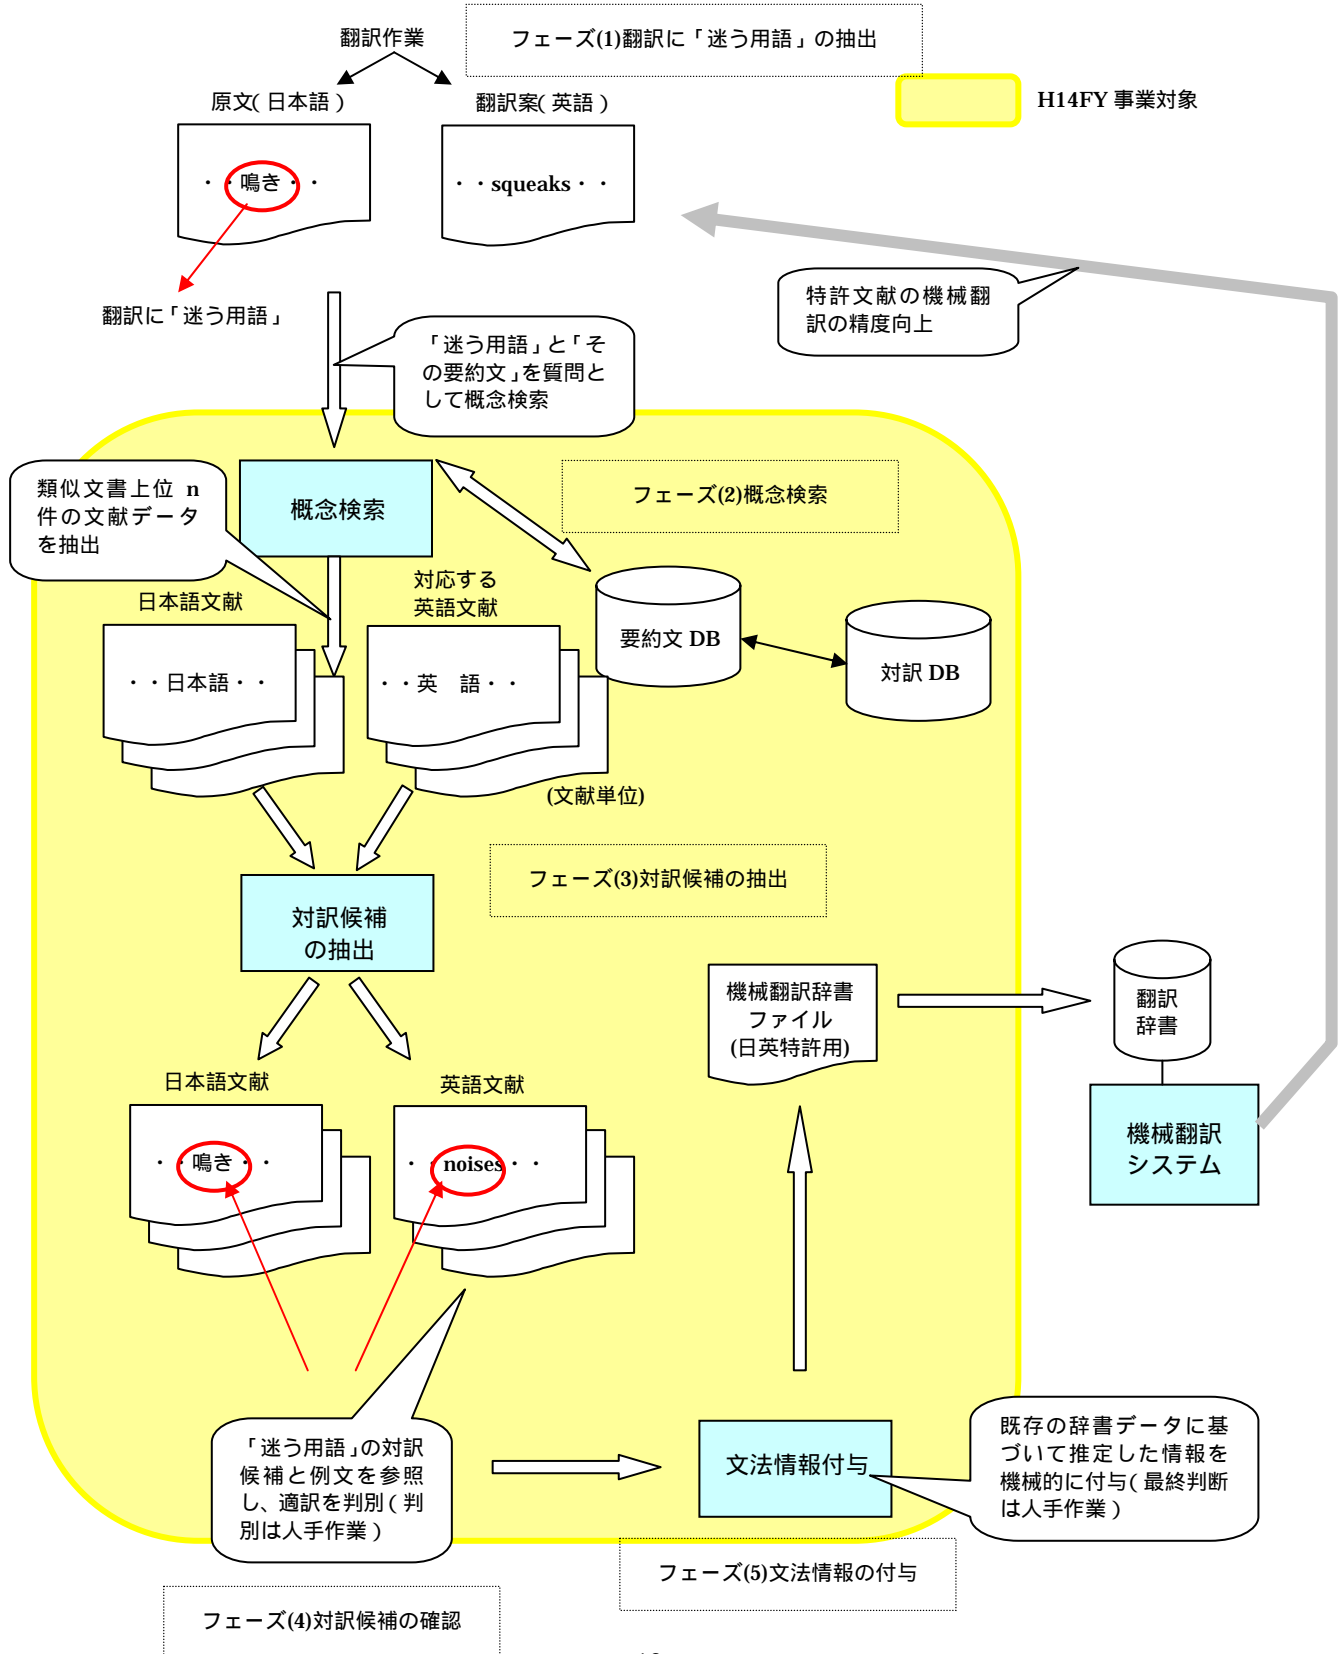 翻訳作業
フェーズ(1)翻訳に「迷う用語」の抽出
原文(日本語)
翻訳案(英語)
H14FY 事業対象
・・鳴き・・
・・squeaks・・
翻訳に「迷う用語」
特許文献の機械翻
訳の精度向上
「迷う用語」と「そ
の要約文」を質問と
して概念検索
類似文書上位 n
件の文献データ
を抽出
概念検索
フェーズ(2)概念検索
日本語文献
対応する
英語文献
要約文 DB
対訳 DB
・・日本語・・
・・英 語・・
(文献単位)
フェーズ(3)対訳候補の抽出
対訳候補
の抽出
機械翻訳辞書
ファイル
(日英特許用)
翻訳
辞書
日本語文献
英語文献
・・鳴き・・
・・noises・・
機械翻訳
システム
「迷う用語」の対訳
候補と例文を参照
し、適訳を判別(判
別は人手作業)
文法情報付与
既存の辞書データに基
づいて推定した情報を
機械的に付与(最終判断
は人手作業)
フェーズ(5)文法情報の付与
フェーズ(4)対訳候補の確認